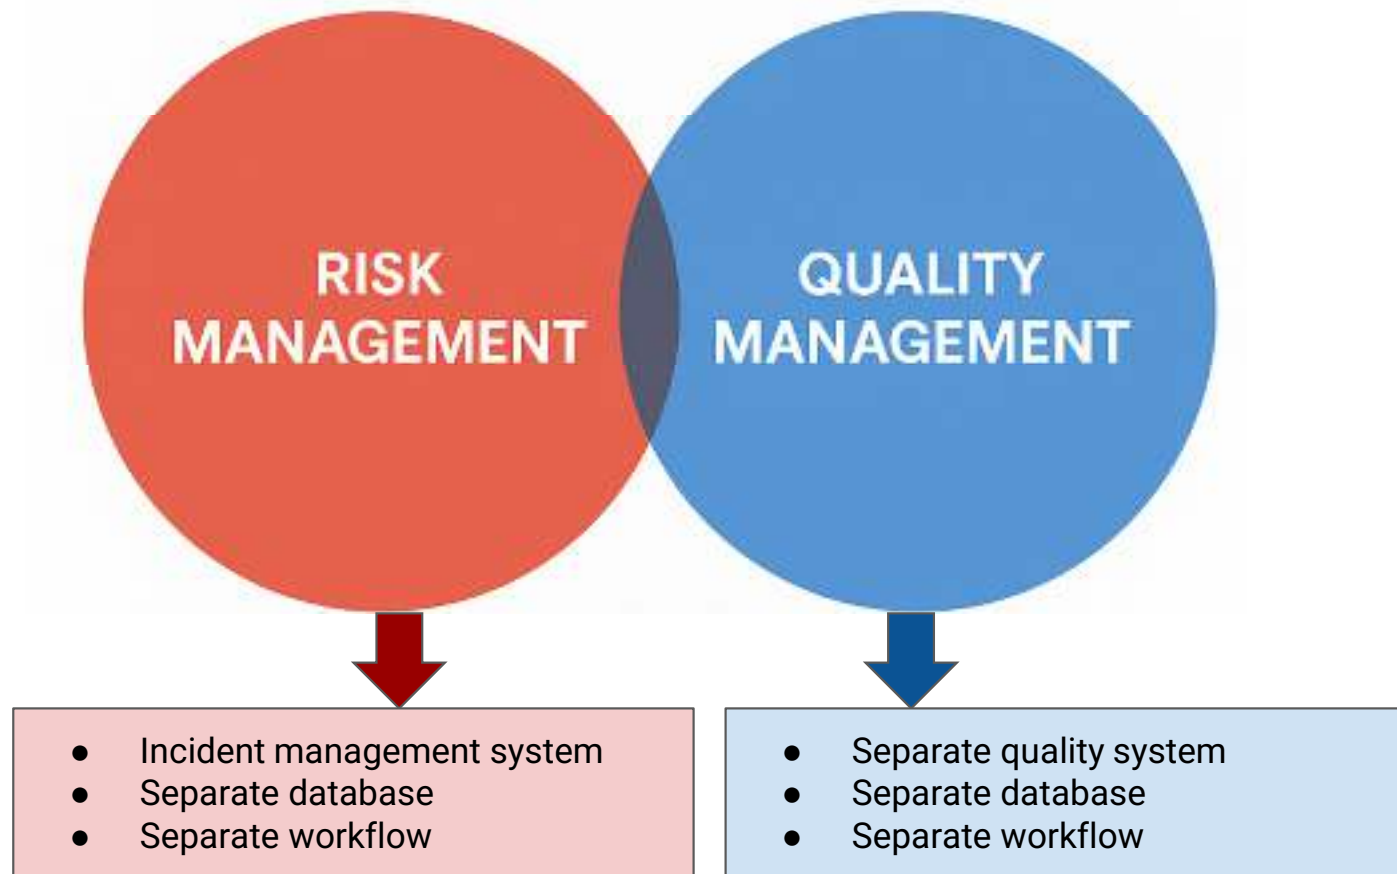 RISK
MANAGEMENT
QUALITY
MANAGEMENT
● Incident management system
● Separate database
● Separate workflow
● Separate quality system
● Separate database
● Separate workflow